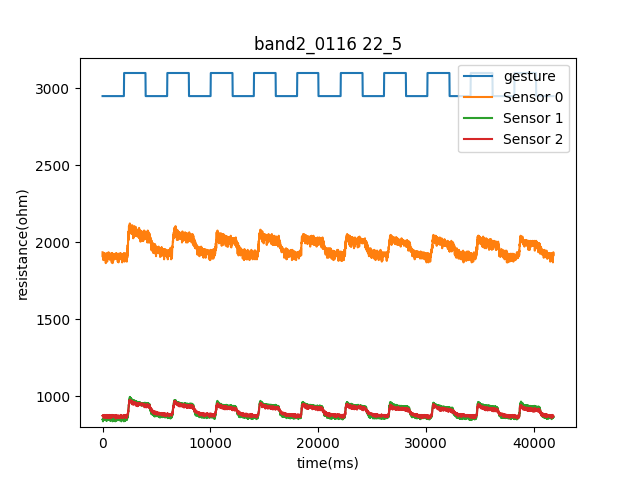 band2_0116 22_5
gesture
Sensor 0
Sensor 1
Sensor 2
3000
2500
2000
1500
1000
resistance(ohm)
0 10000 20000 30000 40000
time(ms)